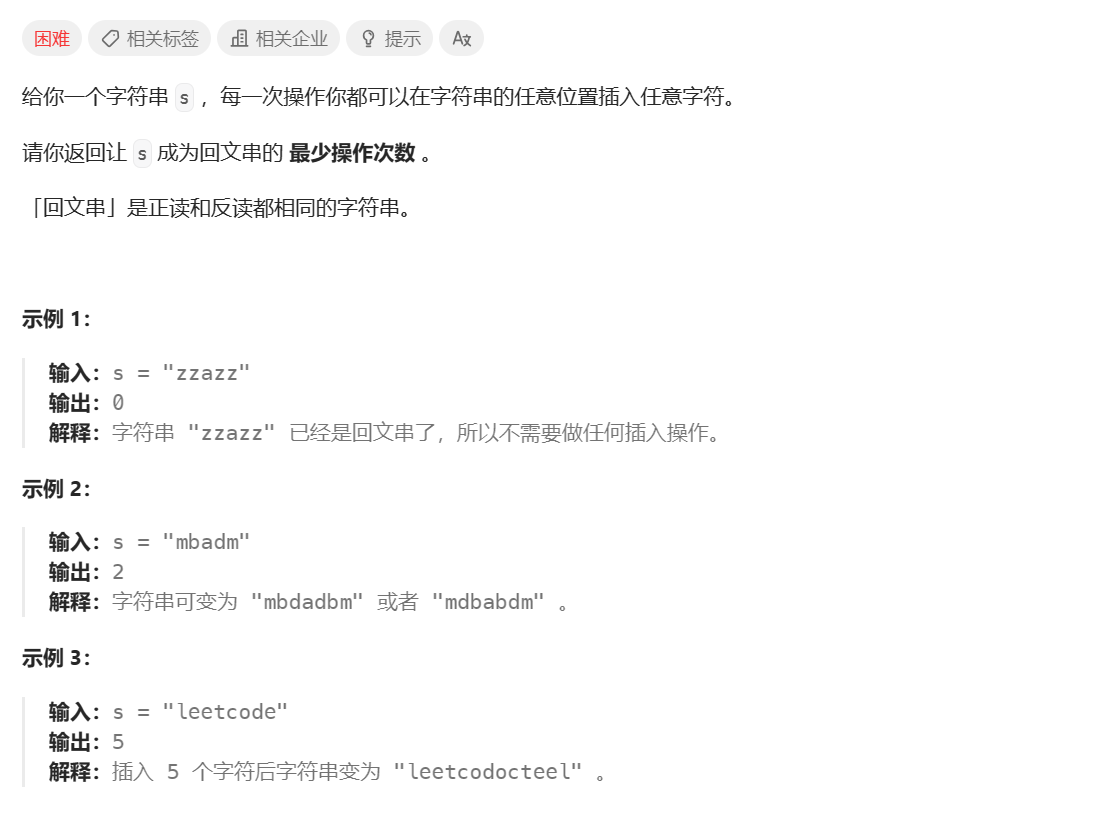 困难 相关标签 相关企业 提示 Aあ
给你一个字符串 s ，每一次操作你都可以在字符串的任意位置插入任意字符。
请你返回让 s 成为回文串的 最少操作次数 。
「回文串」是正读和反读都相同的字符串。
示例 1：
输入：s = "zzazz"
输出：0
解释：字符串 "zzazz" 已经是回文串了，所以不需要做任何插入操作。
示例 2：
输入：s = "mbadm"
输出：2
解释：字符串可变为 "mbdadbm" 或者 "mdbabdm" 。
示例 3：
输入：s = "leetcode"
输出：5
解释：插入 5 个字符后字符串变为 "leetcodocteel" 。